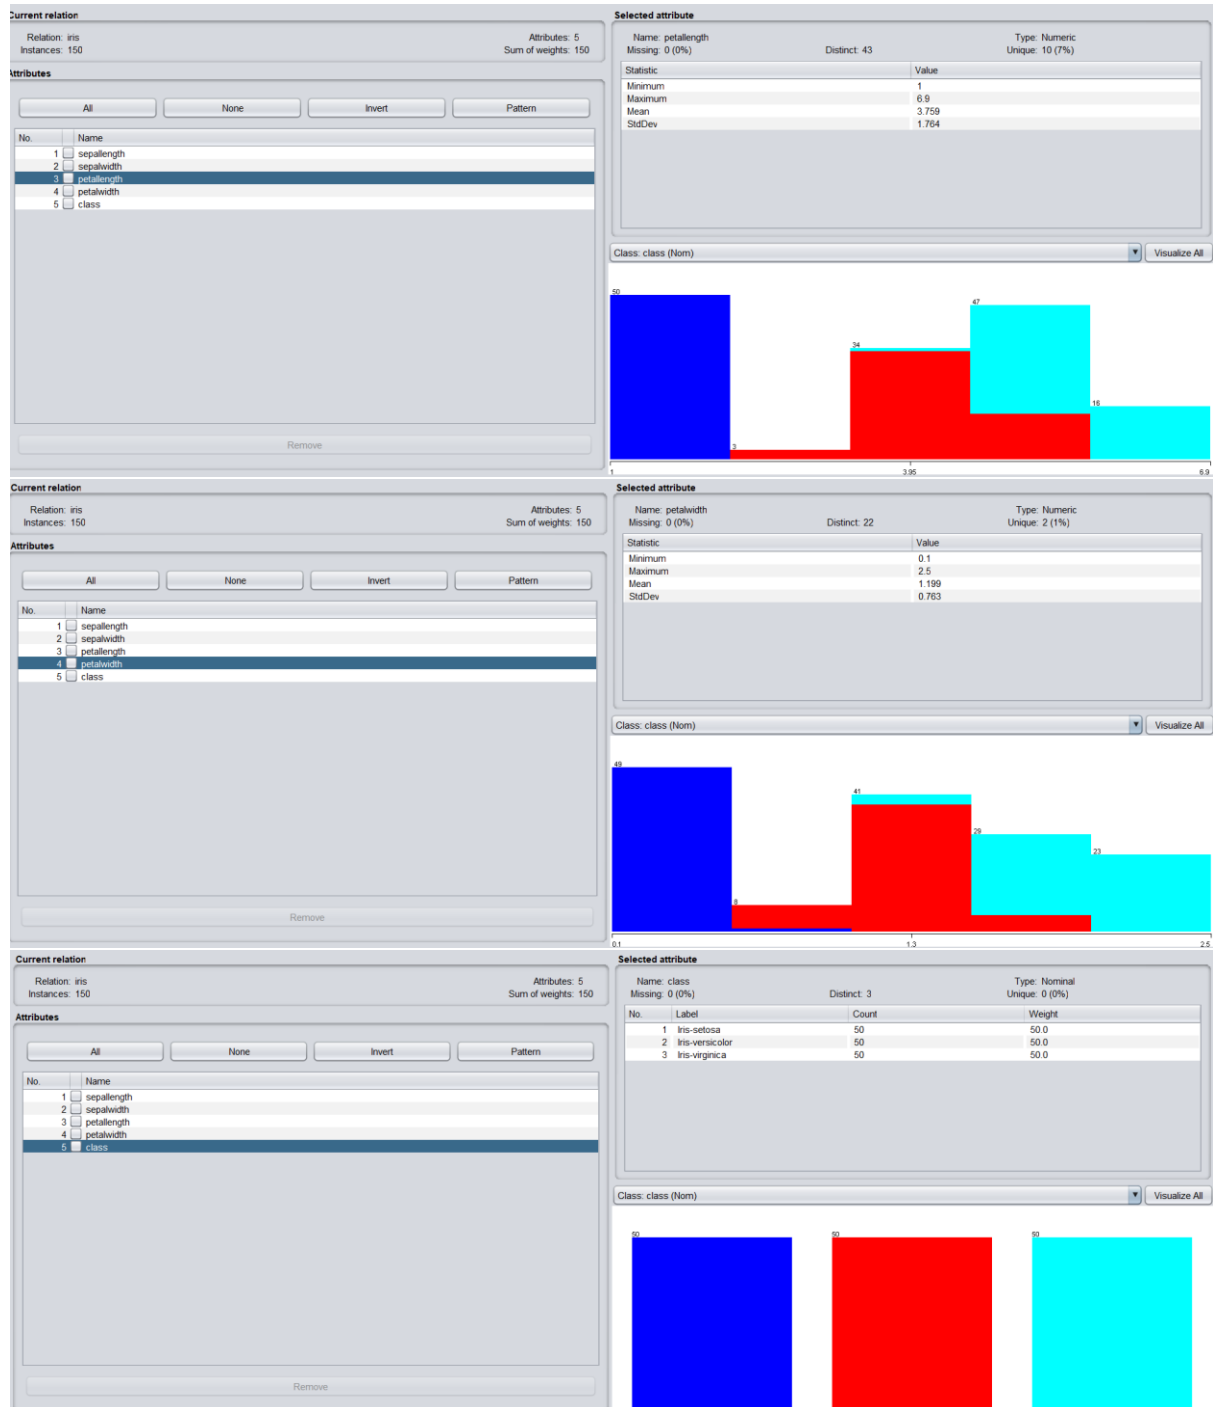 Current relation
Relation: iris Attributes: 5
Instances: 150 Sum of weights: 150
Attributes
All None Invert Pattern
No. Name
1 sepallength
2 sepalwidth
3 petallength
4 petalwidth
5 class
Remove
Selected attribute
Name: petallength Type: Numeric
Missing: 0 (0%) Distinct: 43 Unique: 10 (7%)
Statistic Value
Minimum 1
Maximum 6.9
Mean 3.759
StdDev 1.764
Class: class (Nom) Visualize All
50
3
34
47
16
1 3.95 6.9
Current relation
Relation: iris Attributes: 5
Instances: 150 Sum of weights: 150
Attributes
All None Invert Pattern
No. Name
1 sepallength
2 sepalwidth
3 petallength
4 petalwidth
5 class
Remove
Selected attribute
Name: petalwidth Type: Numeric
Missing: 0 (0%) Distinct: 22 Unique: 2 (1%)
Statistic Value
Minimum 0.1
Maximum 2.5
Mean 1.199
StdDev 0.763
Class: class (Nom) Visualize All
49
8
41
29
23
0.1 1.3 2.5
Current relation
Relation: iris Attributes: 5
Instances: 150 Sum of weights: 150
Attributes
All None Invert Pattern
No. Name
1 sepallength
2 sepalwidth
3 petallength
4 petalwidth
5 class
Remove
Selected attribute
Name: class Type: Nominal
Missing: 0 (0%) Distinct: 3 Unique: 0 (0%)
No. Label Count Weight
1 Iris-setosa 50 50.0
2 Iris-versicolor 50 50.0
3 Iris-virginica 50 50.0
Class: class (Nom) Visualize All
50 50 50